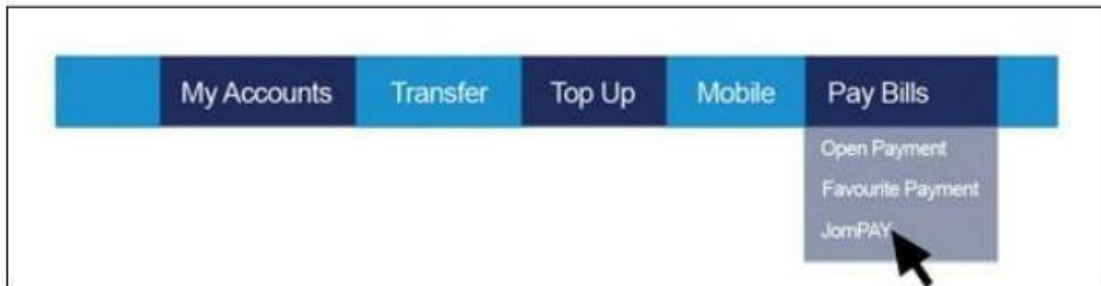 My Accounts Transfer Top Up Mobile Pay Bills
Open Payment
Favourite Payment
JomPAY